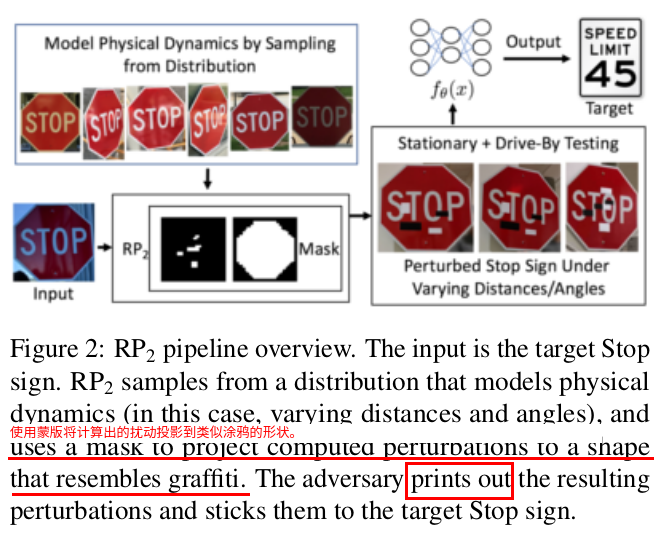 Model Physical Dynamics by Sampling
from Distribution
STOP STOP STOP STOP STOP STOP
Output
SPEED
LIMIT
45
fθ(x)
Target
Stationary + Drive-By Testing
STOP STOP STOP
Perturbed Stop Sign Under
Varying Distances/Angles
STOP
Input
RP2
Mask
Figure 2: RP2 pipeline overview. The input is the target Stop
sign. RP2 samples from a distribution that models physical
dynamics (in this case, varying distances and angles), and
使用蒙版将计算出的扰动投影到类似涂鸦的形状。
uses a mask to project computed perturbations to a shape
that resembles graffiti. The adversary prints out the resulting
perturbations and sticks them to the target Stop sign.